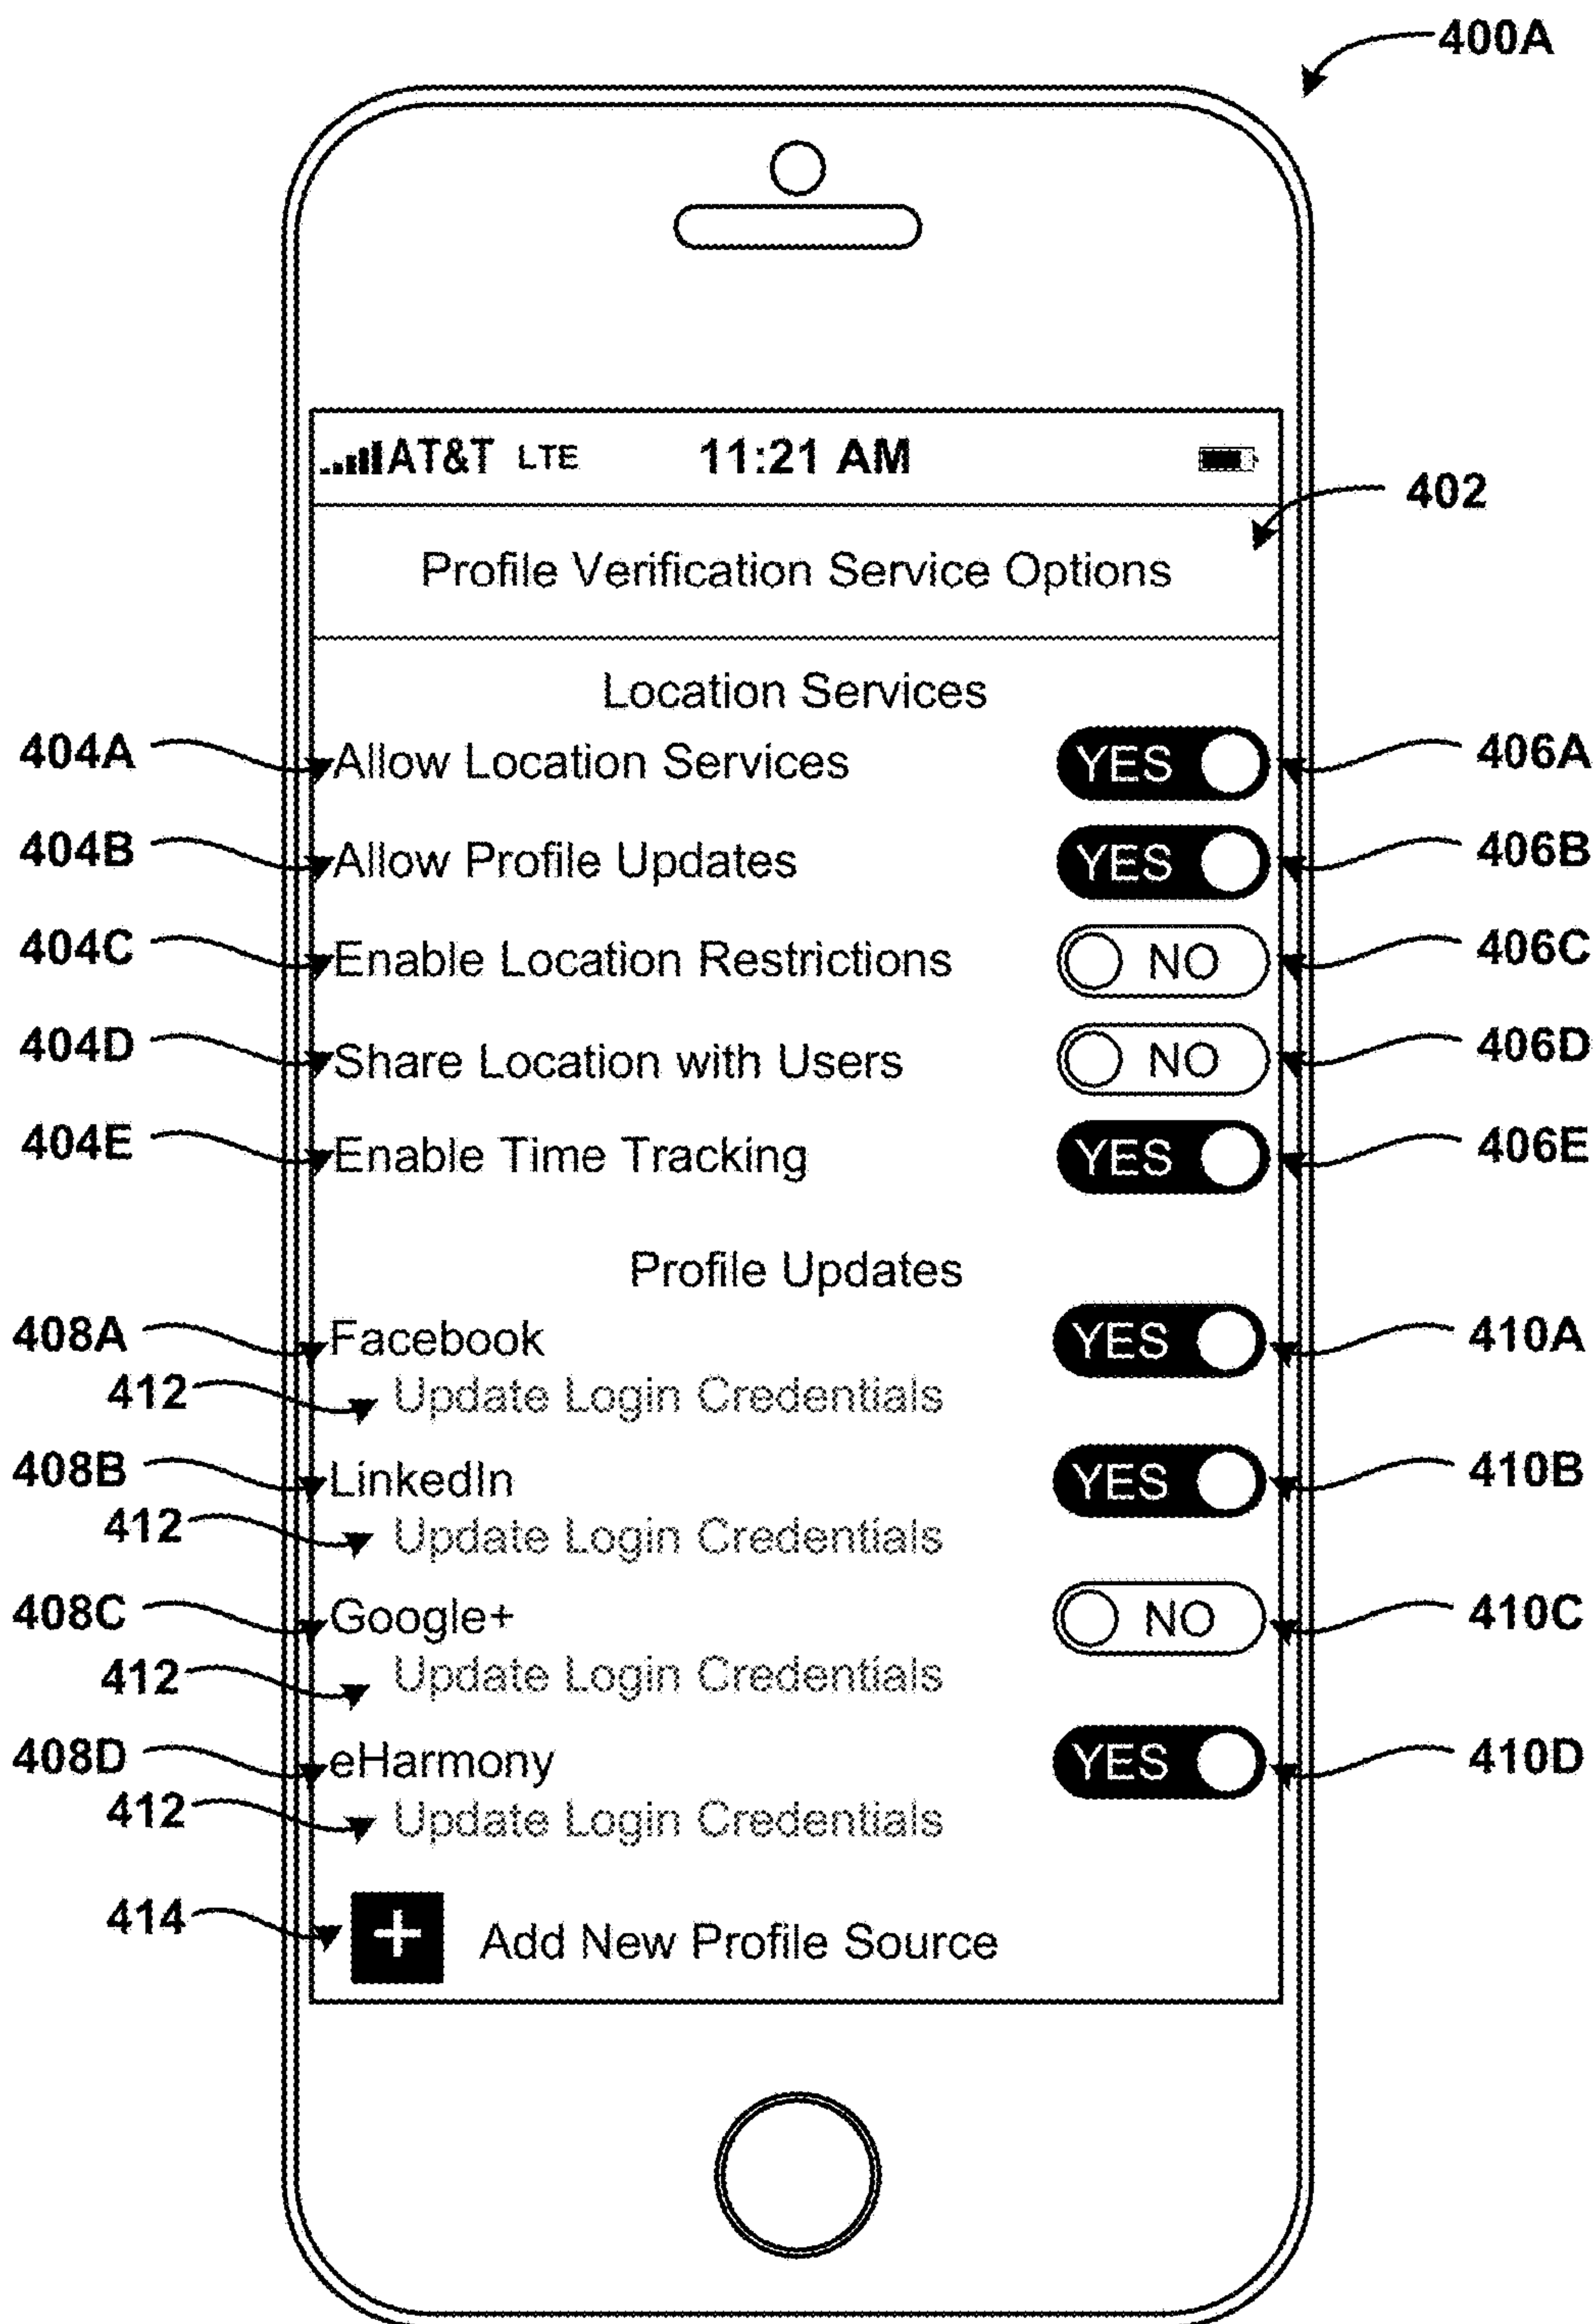 400A
AT&T LTE 11:21 AM
402
Profile Verification Service Options
Location Services
404A Allow Location Services YES 406A
404B Allow Profile Updates YES 406B
404C Enable Location Restrictions NO 406C
404D Share Location with Users NO 406D
404E Enable Time Tracking YES 406E
Profile Updates
408A Facebook YES 410A
412 Update Login Credentials
408B LinkedIn YES 410B
412 Update Login Credentials
408C Google+ NO 410C
412 Update Login Credentials
408D eHarmony YES 410D
412 Update Login Credentials
414 + Add New Profile Source